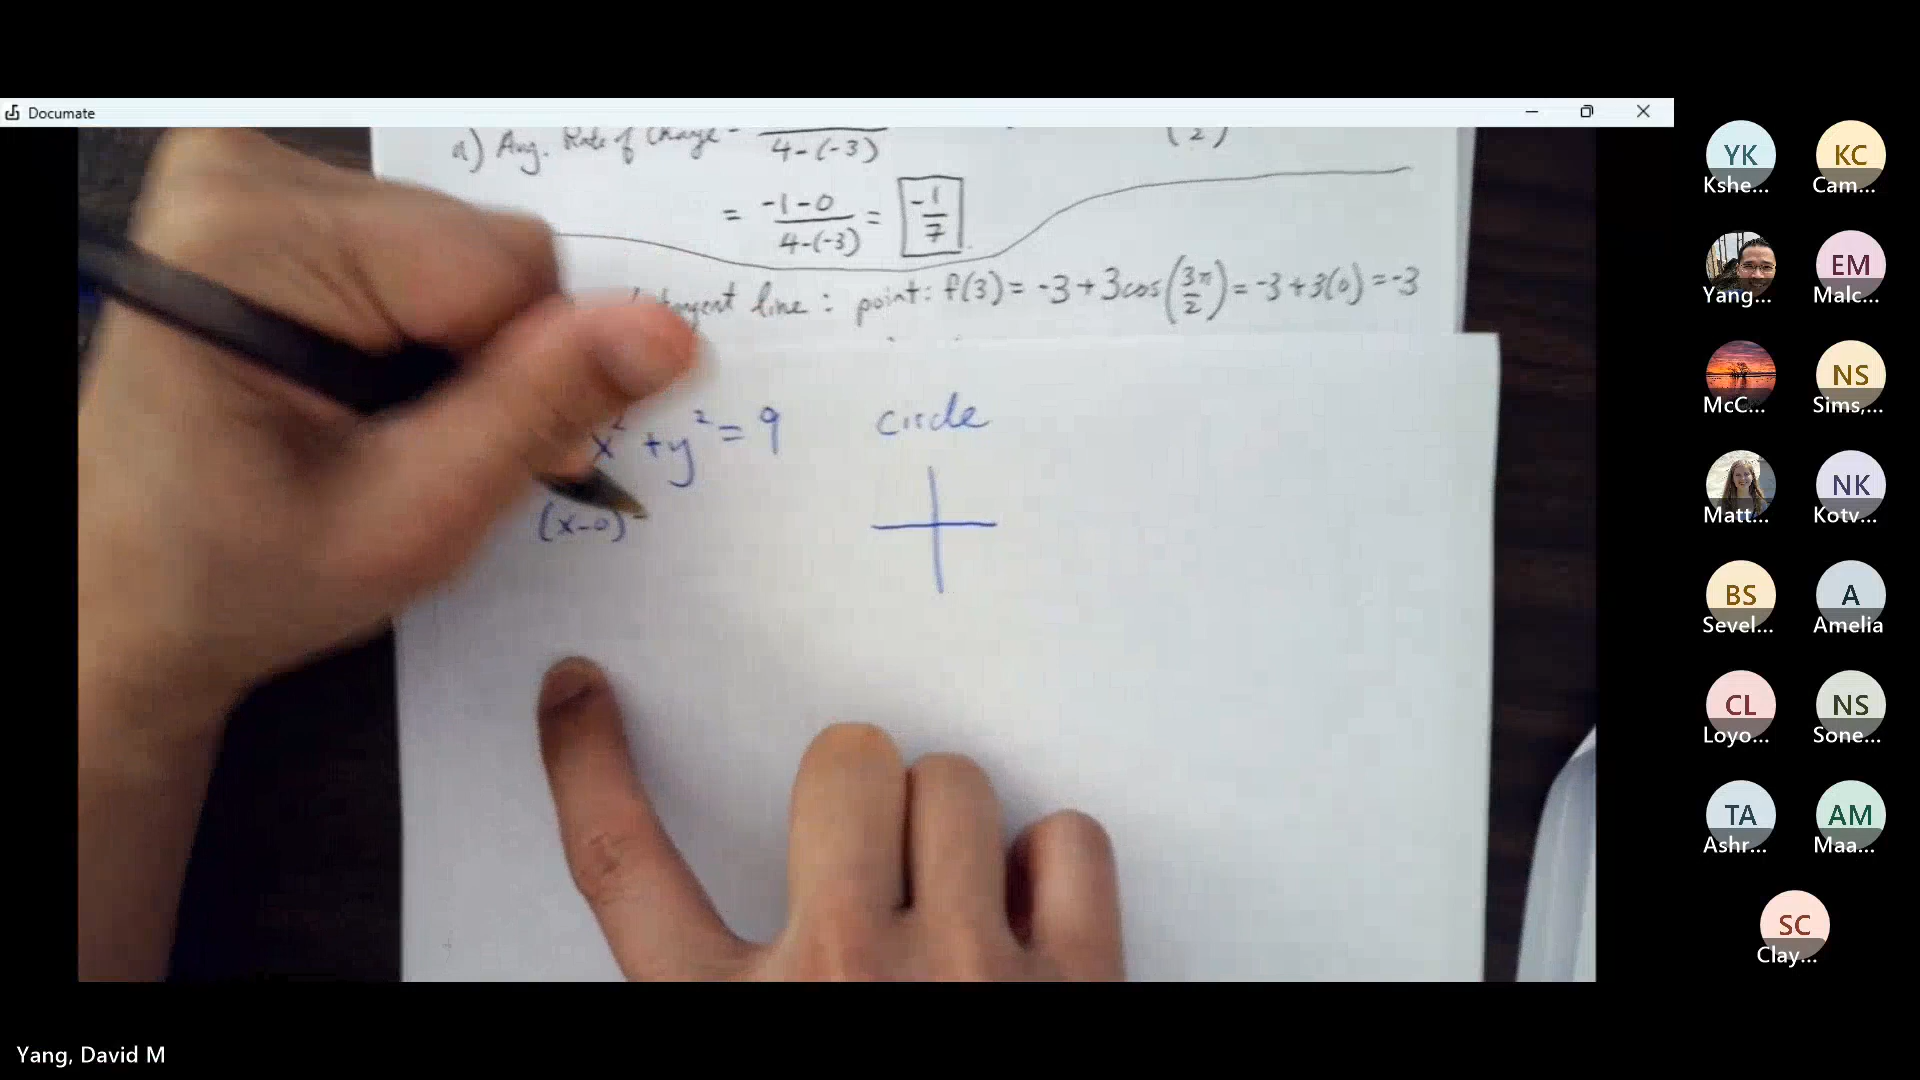 Documate
a) Avg. Rate of Change = 4-(-3)
2
= -1-0 / 4-(-3) = -1/7
tangent line : point: f(3) = -3 + 3cos(3π/2) = -3 + 3(0) = -3
x² + y² = 9
circle
(x-0)
YK
Kshe...
KC
Cam...
Yang...
EM
Malc...
McC...
NS
Sims,...
Matt...
NK
Kotv...
BS
Sevel...
A
Amelia
CL
Loyo...
NS
Sone...
TA
Ashr...
AM
Maa...
SC
Clay...
Yang, David M